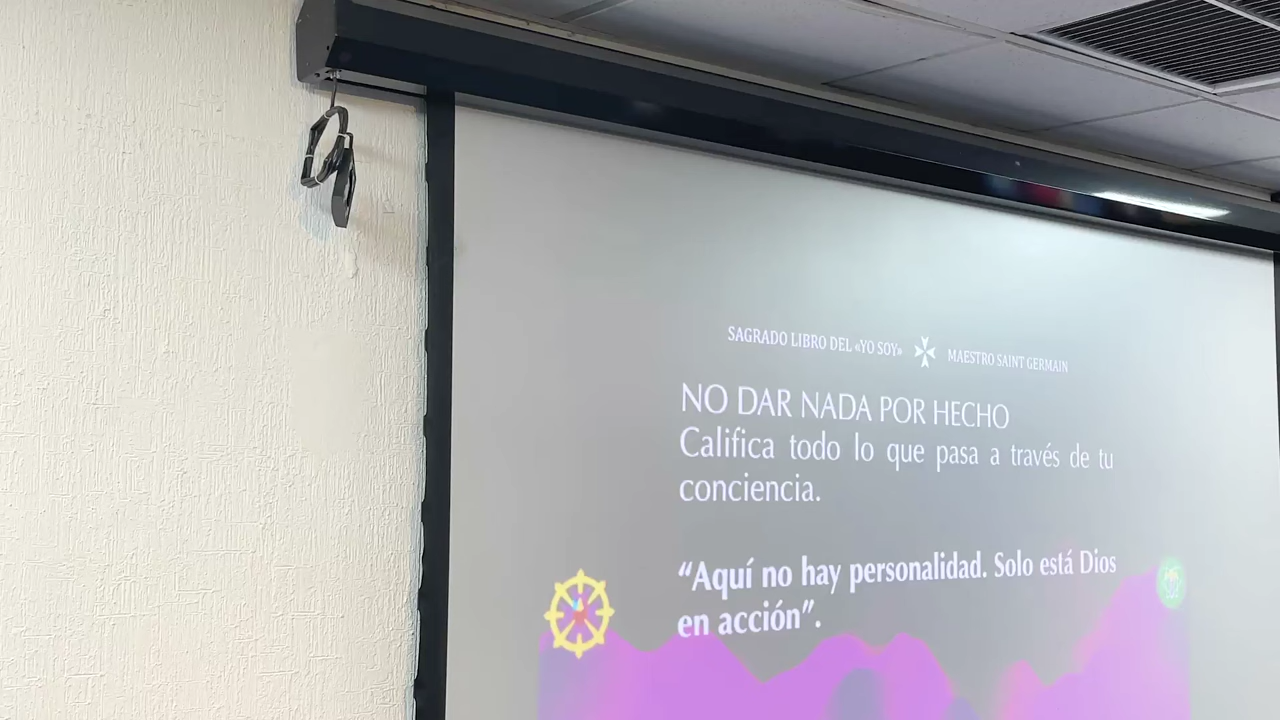 SAGRADO LIBRO DEL «YO SOY» MAESTRO SAINT GERMAIN
NO DAR NADA POR HECHO
Califica todo lo que pasa a través de tu
conciencia.
“Aquí no hay personalidad. Solo está Dios
en acción”.